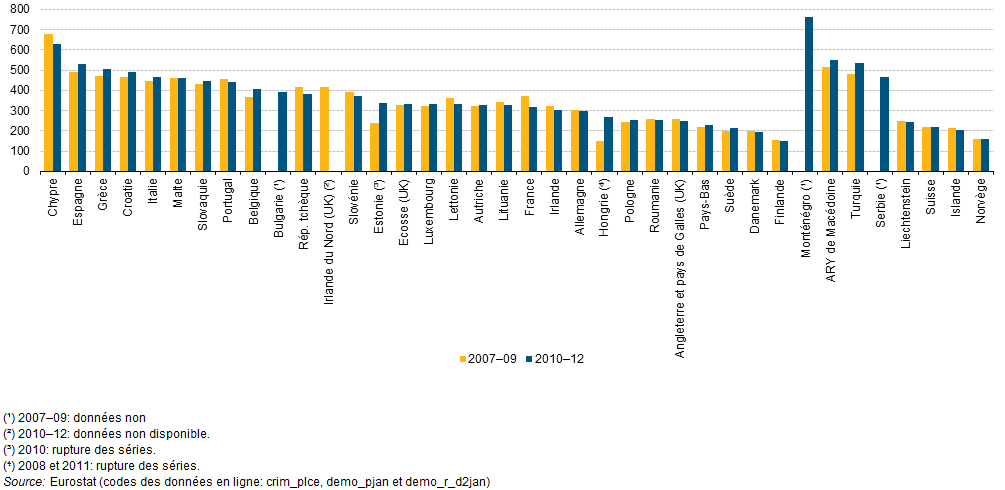 800
700
600
500
400
300
200
100
0
Chypre
Espagne
Grèce
Croatie
Italie
Malte
Slovaquie
Portugal
Belgique
Bulgarie (¹)
Rép. tchèque
Irlande du Nord (UK) (²)
Slovénie
Estonie (³)
Ecosse (UK)
Luxembourg
Lettonie
Autriche
Lituanie
France
Irlande
Allemagne
Hongrie (⁴)
Pologne
Roumanie
Angleterre et pays de Galles (UK)
Pays-Bas
Suède
Danemark
Finlande
Monténégro (¹)
ARY de Macédoine
Turquie
Serbie (¹)
Liechtenstein
Suisse
Islande
Norvège
2007–09 2010–12
(¹) 2007–09: données non
(²) 2010–12: données non disponible.
(³) 2010: rupture des séries.
(⁴) 2008 et 2011: rupture des séries.
Source: Eurostat (codes des données en ligne: crim_plce, demo_pjan et demo_r_d2jan)